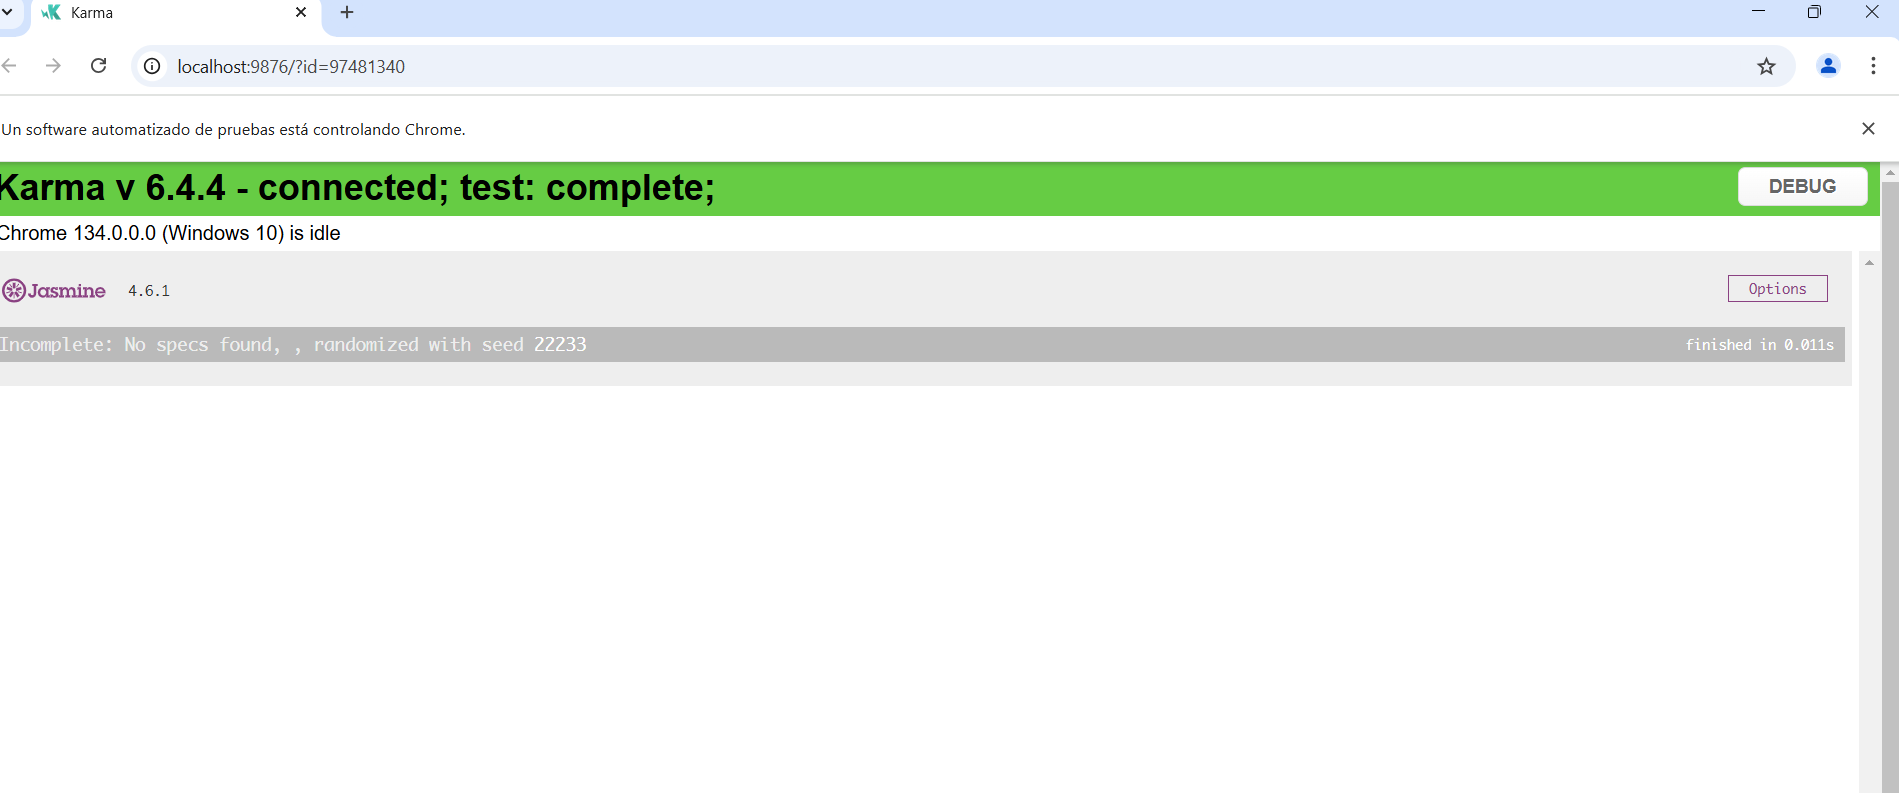 Karma
localhost:9876/?id=97481340
Un software automatizado de pruebas está controlando Chrome.
Karma v 6.4.4 - connected; test: complete;
DEBUG
Chrome 134.0.0.0 (Windows 10) is idle
Jasmine 4.6.1
Options
Incomplete: No specs found, , randomized with seed 22233
finished in 0.011s